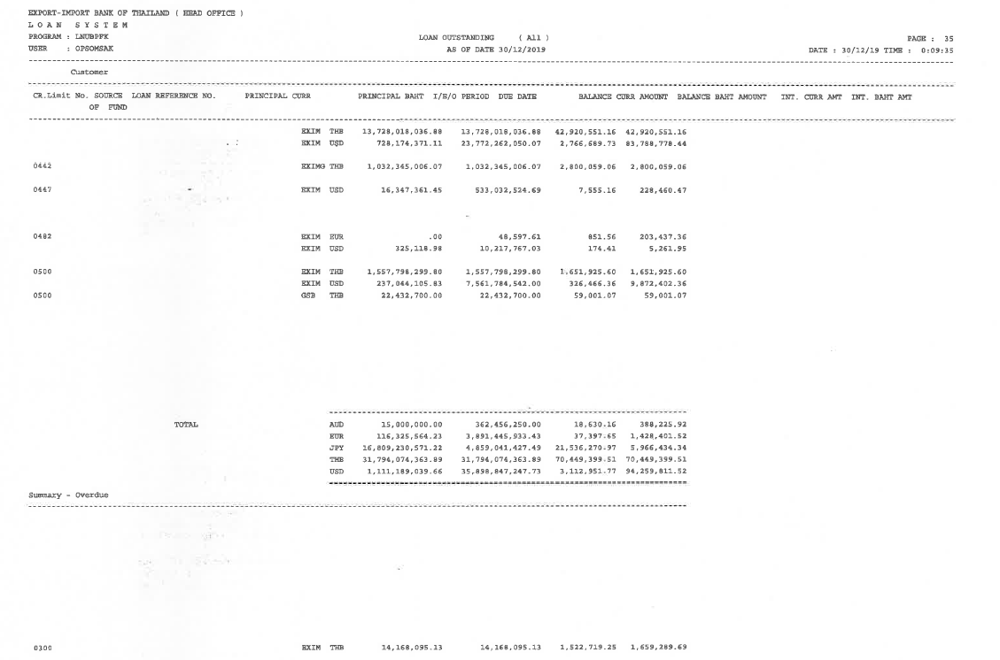 EXPORT-IMPORT BANK OF THAILAND ( HEAD OFFICE )
L O A N   S Y S T E M
PROGRAM : LNUBPFK   LOAN OUTSTANDING   ( All )   PAGE : 35
USER : OPSOMSAK   AS OF DATE 30/12/2019   DATE : 30/12/19 TIME : 0:09:35
Customer
CR.Limit No. SOURCE LOAN REFERENCE NO.   PRINCIPAL CURR   PRINCIPAL BAHT I/E/O PERIOD DUE DATE   BALANCE CURR AMOUNT BALANCE BAHT AMOUNT   INT. CURR AMT INT. BAHT AMT
OF FUND
EXIM THB 13,728,018,036.88 13,728,018,036.88 42,920,551.16 42,920,551.16
EXIM USD 728,174,371.11 23,772,262,050.07 2,766,689.73 83,788,778.44
0442 EXIMG THB 1,032,345,006.07 1,032,345,006.07 2,800,059.06 2,800,059.06
0447 EXIM USD 16,347,361.45 533,032,524.69 7,555.16 228,460.47
0482 EXIM EUR .00 48,597.61 851.56 203,437.36
EXIM USD 325,118.98 10,217,767.03 174.41 5,261.95
0500 EXIM THB 1,557,798,299.80 1,557,798,299.80 1,651,925.60 1,651,925.60
EXIM USD 237,044,105.83 7,561,784,542.00 326,466.36 9,872,402.36
0500 GSB THB 22,432,700.00 22,432,700.00 59,001.07 59,001.07
TOTAL AUD 15,000,000.00 362,456,250.00 18,630.16 388,225.92
EUR 116,325,564.23 3,891,445,933.43 37,397.65 1,428,401.52
JPY 16,809,230,571.22 4,859,041,427.49 21,536,270.97 5,966,434.34
THB 31,794,074,363.89 31,794,074,363.89 70,449,399.51 70,449,399.51
USD 1,111,189,039.66 35,898,847,247.73 3,112,951.77 94,259,811.52
Summary - Overdue
0300 EXIM THB 14,168,095.13 14,168,095.13 1,522,719.25 1,659,289.69